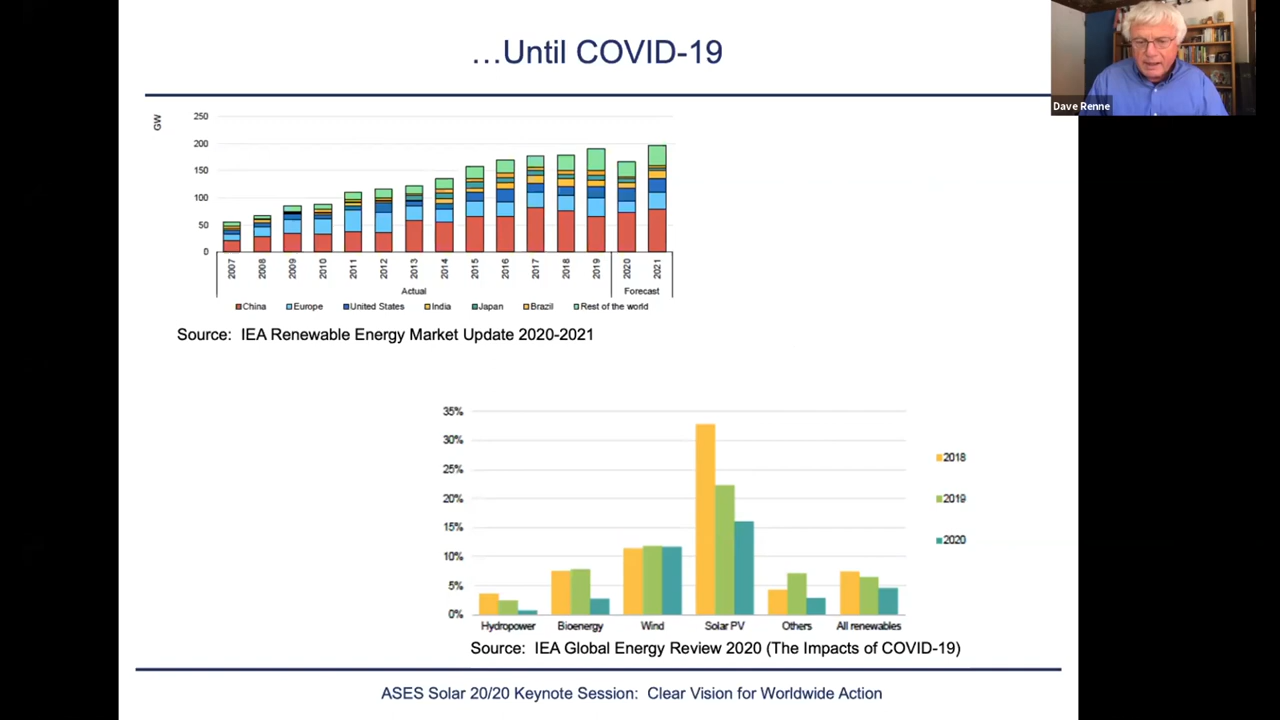 …Until COVID-19
Dave Renne
GW
250
200
150
100
50
0
2007 2008 2009 2010 2011 2012 2013 2014 2015 2016 2017 2018 2019 2020 2021
Actual Forecast
China Europe United States India Japan Brazil Rest of the world
Source: IEA Renewable Energy Market Update 2020-2021
35%
30%
25%
20%
15%
10%
5%
0%
2018
2019
2020
Hydropower Bioenergy Wind Solar PV Others All renewables
Source: IEA Global Energy Review 2020 (The Impacts of COVID-19)
ASES Solar 20/20 Keynote Session: Clear Vision for Worldwide Action